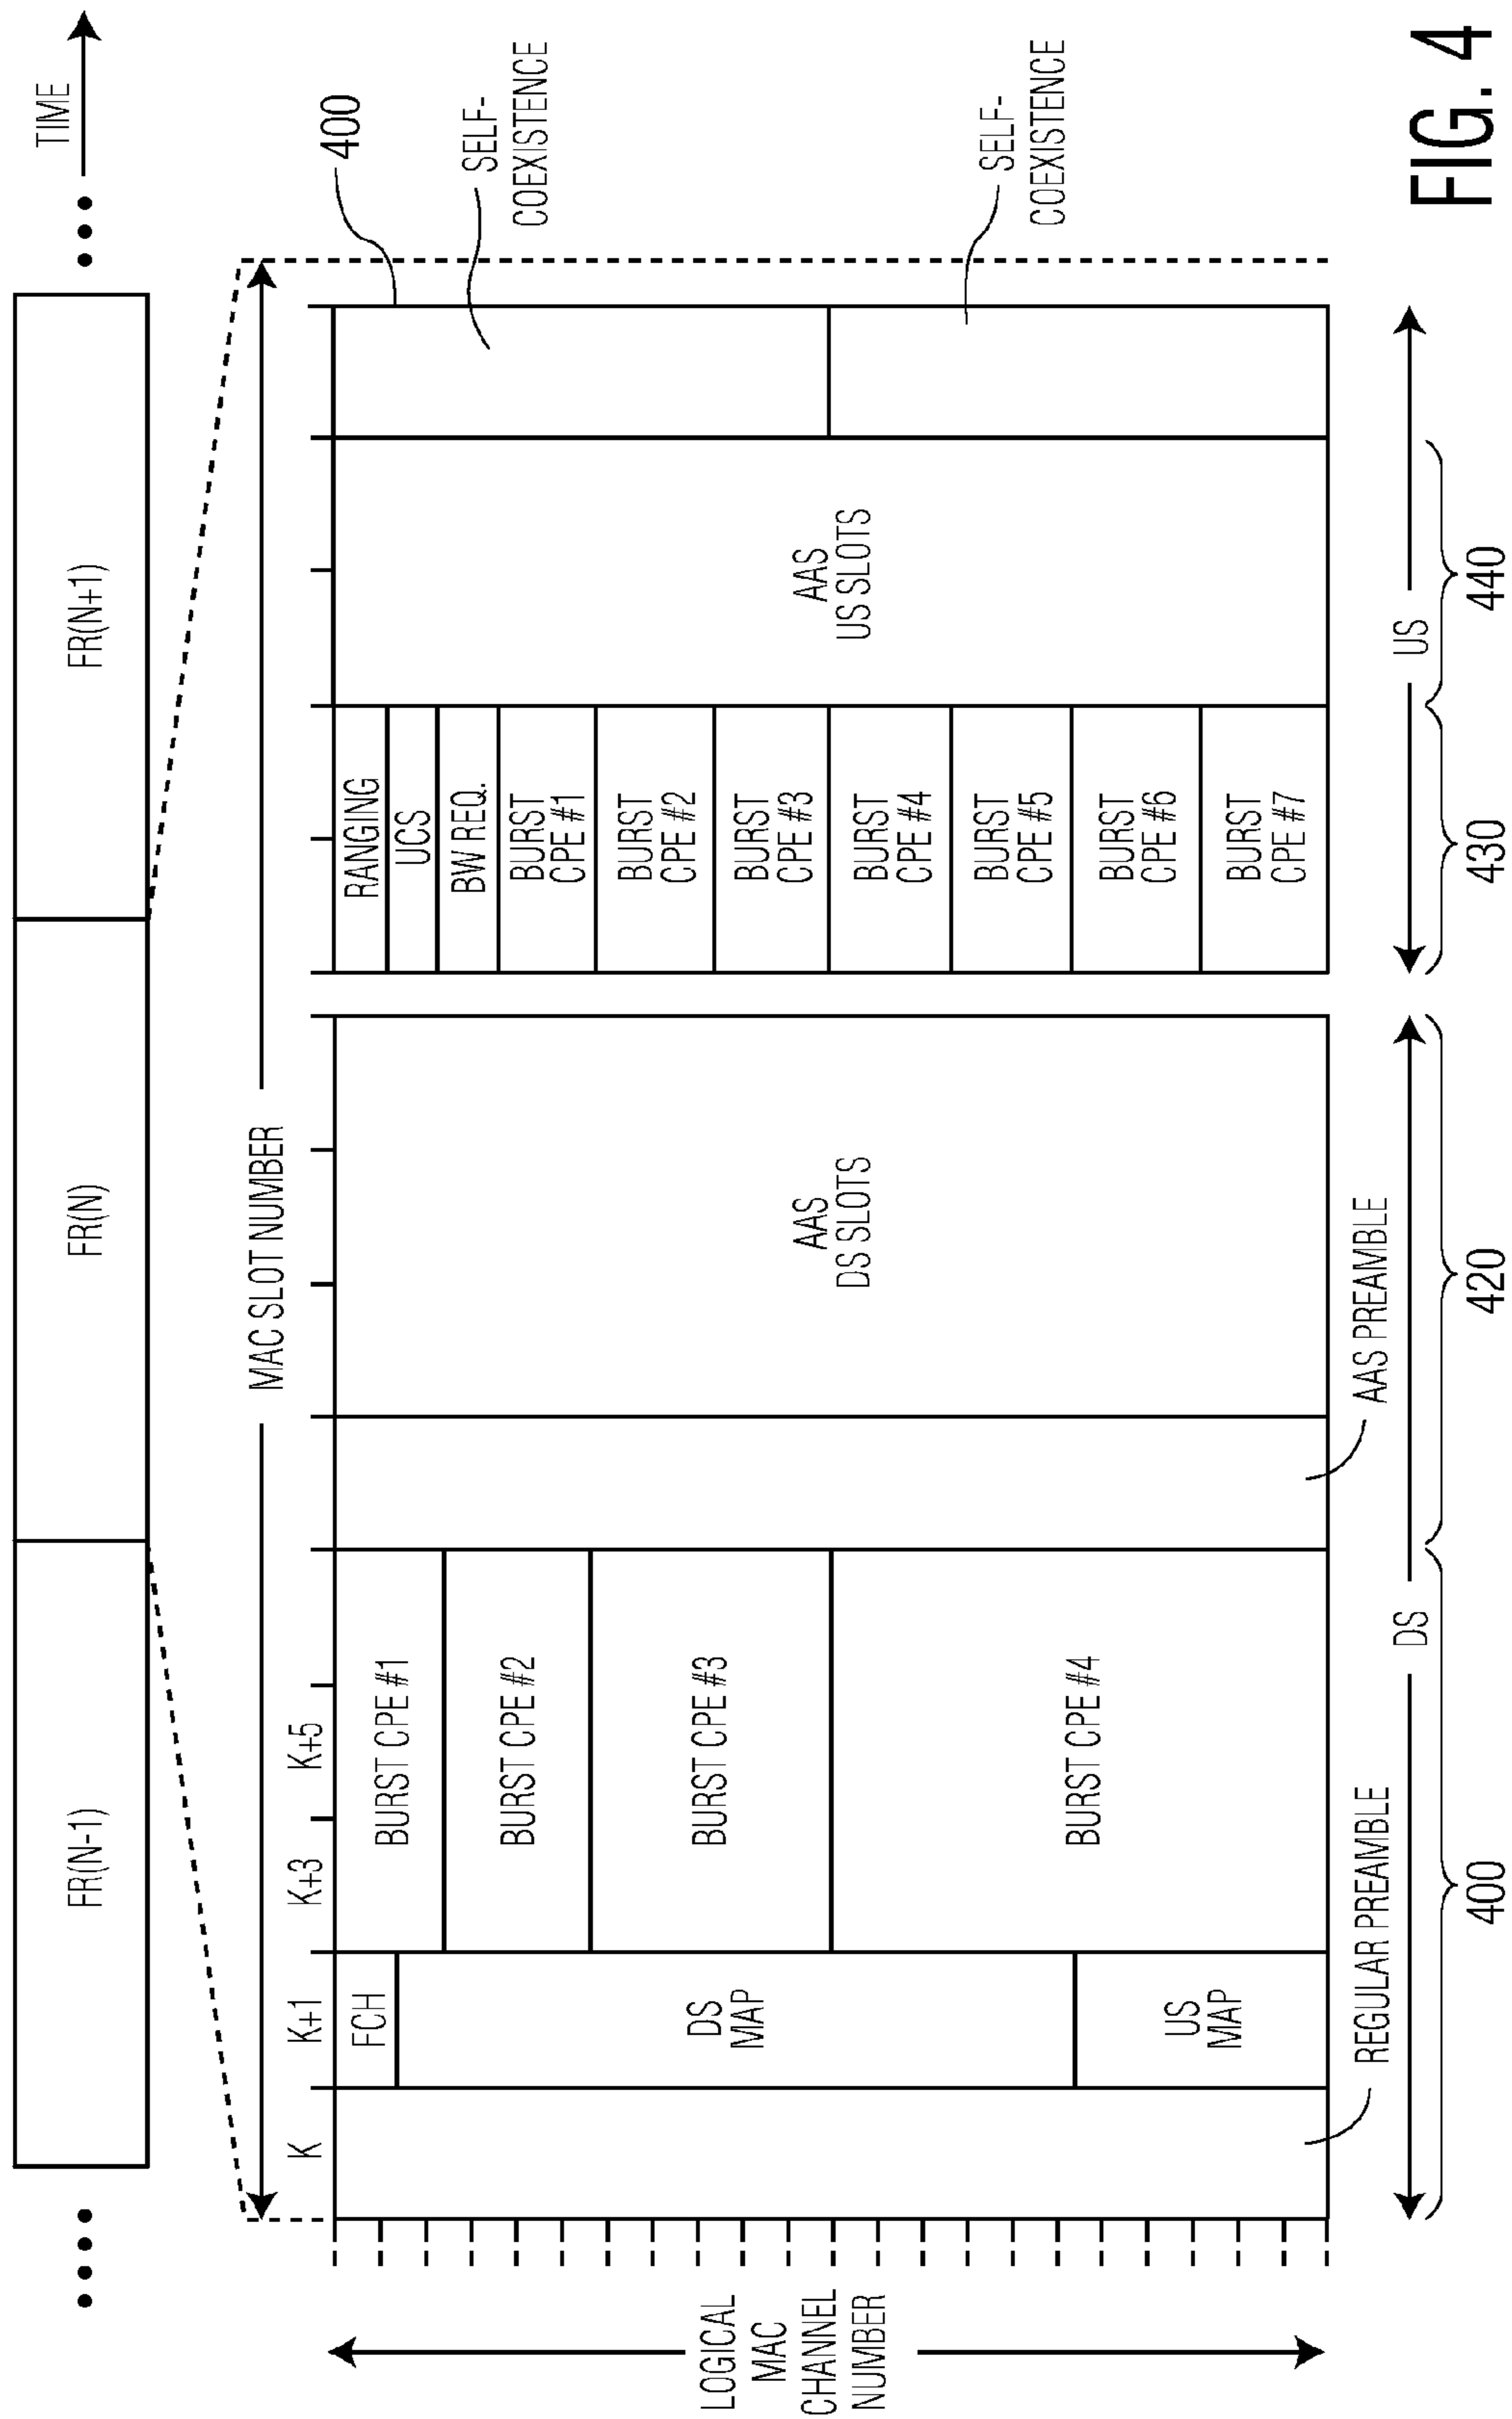 TIME
FR(N-1)
FR(N)
FR(N+1)
MAC SLOT NUMBER
400
K
K+1
K+3
K+5
SELF-
COEXISTENCE
SELF-
COEXISTENCE
LOGICAL
MAC
CHANNEL
NUMBER
FCH
DS
MAP
US
MAP
BURST CPE #1
BURST CPE #2
BURST CPE #3
BURST CPE #4
AAS
DS SLOTS
RANGING
UCS
BW REQ.
BURST
CPE #1
BURST
CPE #2
BURST
CPE #3
BURST
CPE #4
BURST
CPE #5
BURST
CPE #6
BURST
CPE #7
AAS
US SLOTS
REGULAR PREAMBLE
AAS PREAMBLE
DS
US
400
420
430
440
FIG. 4